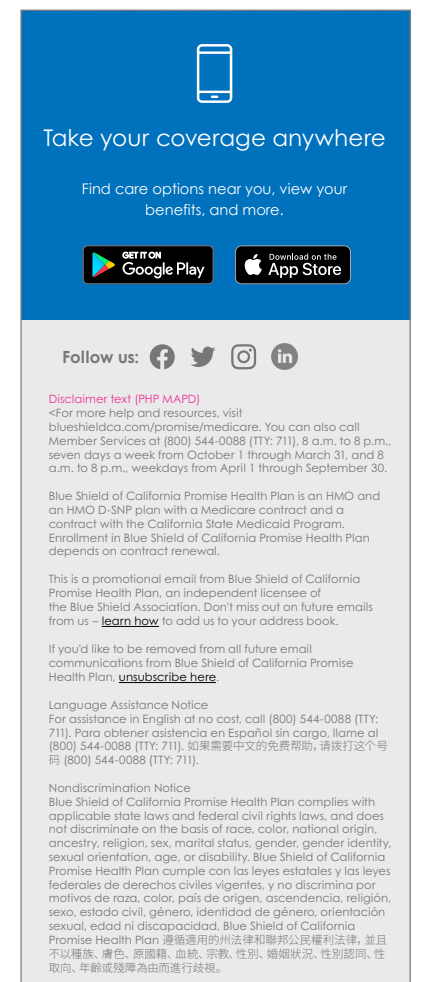 Take your coverage anywhere
Find care options near you, view your
benefits, and more.
GET IT ON
Google Play
Download on the
App Store
Follow us:
Disclaimer text (PHP MAPD)
<For more help and resources, visit
blueshieldca.com/promise/medicare. You can also call
Member Services at (800) 544-0088 (TTY: 711), 8 a.m. to 8 p.m.,
seven days a week from October 1 through March 31, and 8
a.m. to 8 p.m., weekdays from April 1 through September 30.
Blue Shield of California Promise Health Plan is an HMO and
an HMO D-SNP plan with a Medicare contract and a
contract with the California State Medicaid Program.
Enrollment in Blue Shield of California Promise Health Plan
depends on contract renewal.
This is a promotional email from Blue Shield of California
Promise Health Plan, an independent licensee of
the Blue Shield Association. Don't miss out on future emails
from us – learn how to add us to your address book.
If you'd like to be removed from all future email
communications from Blue Shield of California Promise
Health Plan, unsubscribe here.
Language Assistance Notice
For assistance in English at no cost, call (800) 544-0088 (TTY:
711). Para obtener asistencia en Español sin cargo, llame al
(800) 544-0088 (TTY: 711). 如果需要中文的免费帮助, 请拨打这个号
码 (800) 544-0088 (TTY: 711).
Nondiscrimination Notice
Blue Shield of California Promise Health Plan complies with
applicable state laws and federal civil rights laws, and does
not discriminate on the basis of race, color, national origin,
ancestry, religion, sex, marital status, gender, gender identity,
sexual orientation, age, or disability. Blue Shield of California
Promise Health Plan cumple con las leyes estatales y las leyes
federales de derechos civiles vigentes, y no discrimina por
motivos de raza, color, país de origen, ascendencia, religión,
sexo, estado civil, género, identidad de género, orientación
sexual, edad ni discapacidad. Blue Shield of California
Promise Health Plan 遵循適用的州法律和聯邦公民權利法律, 並且
不以種族、膚色、原國籍、血統、宗教、性別、婚姻狀況、性別認同、性
取向、年齡或殘障為由而進行歧視。